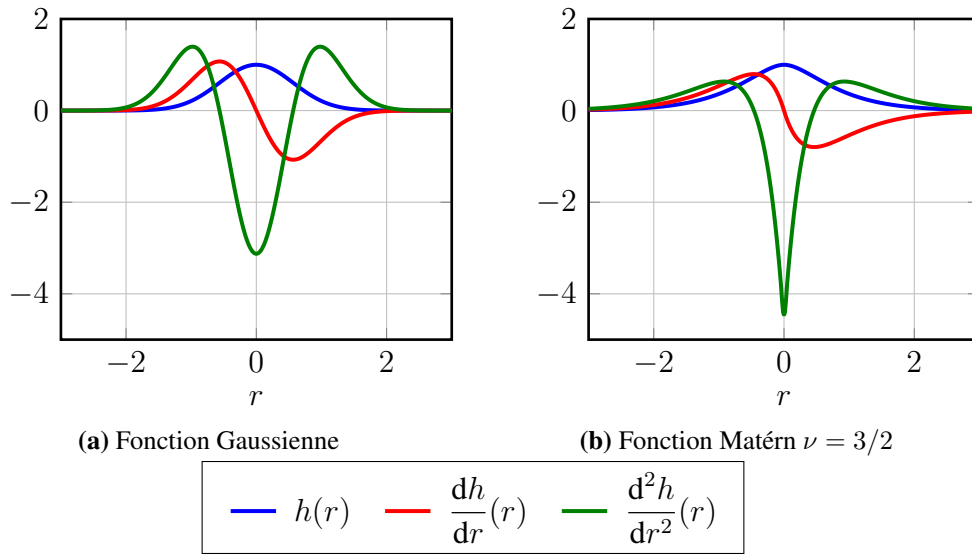 2
0
−2
−4
−2 0 2
r
(a) Fonction Gaussienne
2
0
−2
−4
−2 0 2
r
(b) Fonction Matérn ν = 3/2
h(r) dh/dr(r) d²h/dr²(r)